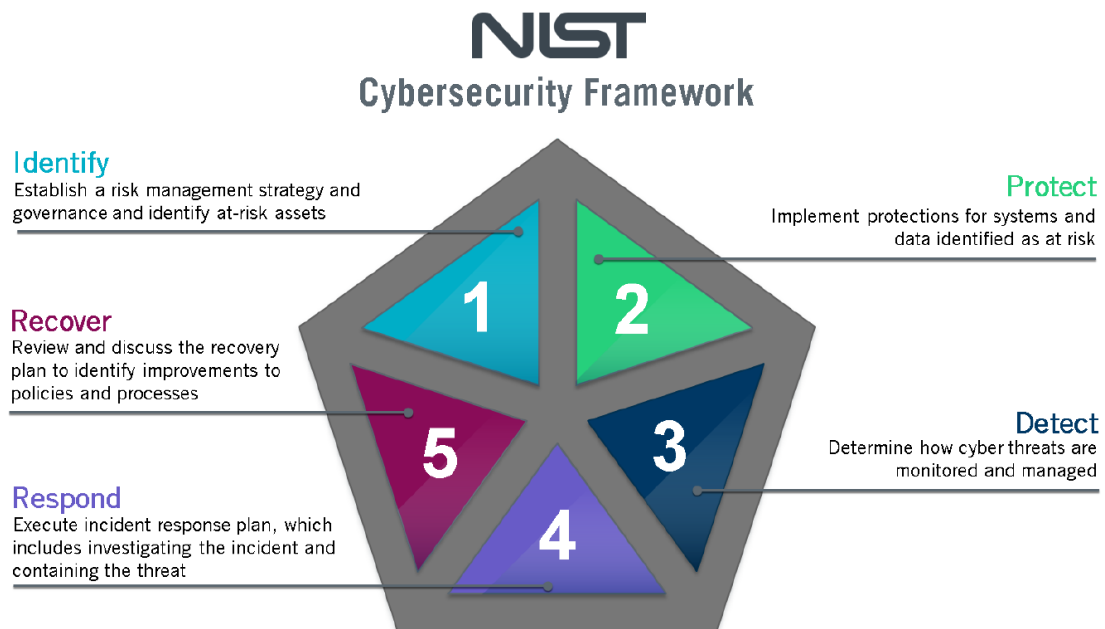 NIST
Cybersecurity Framework
Identify
Establish a risk management strategy and
governance and identify at-risk assets
Protect
Implement protections for systems and
data identified as at risk
1
2
Recover
Review and discuss the recovery
plan to identify improvements to
policies and processes
5
3
Detect
Determine how cyber threats are
monitored and managed
Respond
Execute incident response plan, which
includes investigating the incident and
containing the threat
4